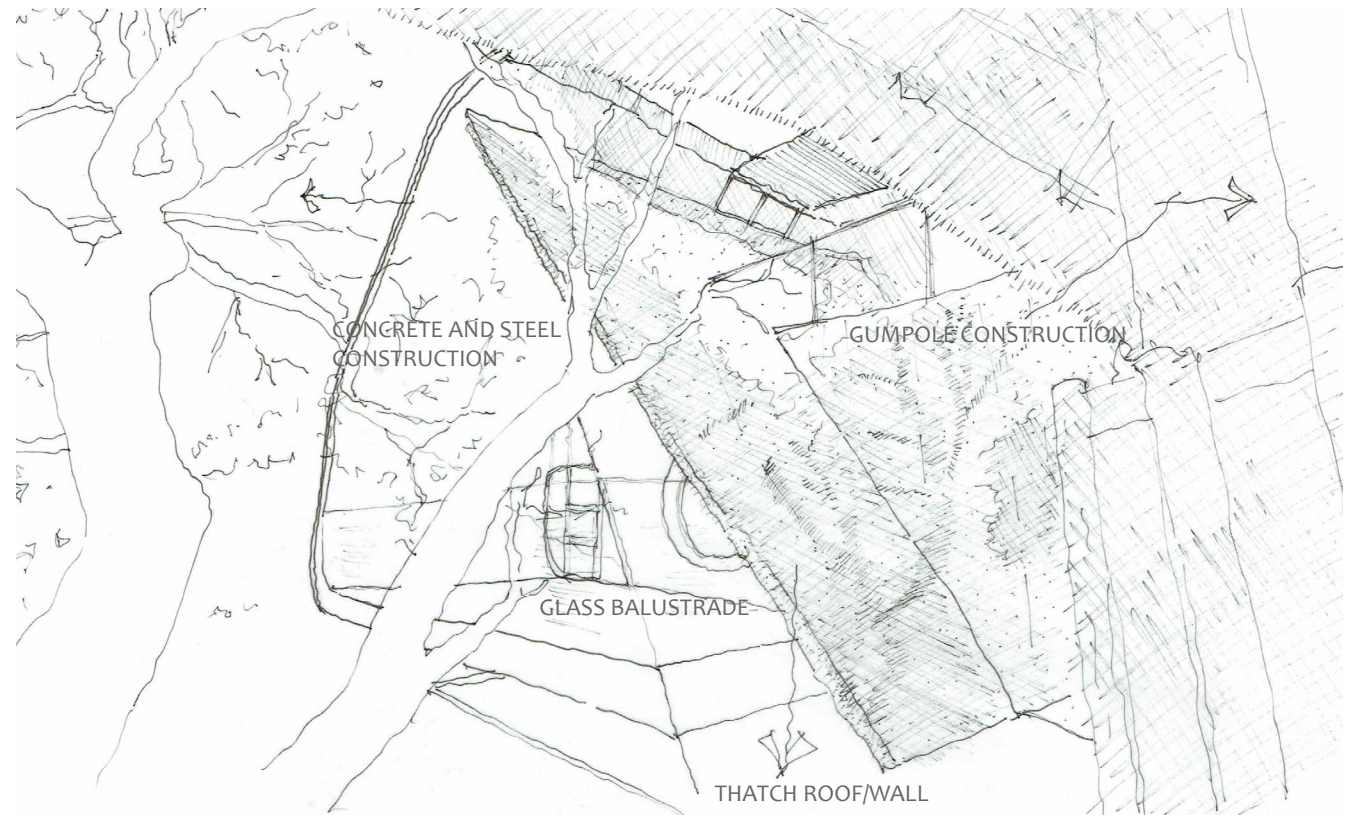 CONCRETE AND STEEL
CONSTRUCTION
GUMPOLE CONSTRUCTION
GLASS BALUSTRADE
THATCH ROOF/WALL